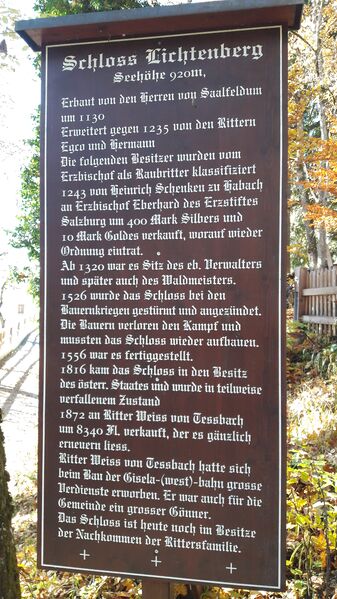 Schloss Lichtenberg
Seehöhe 920m,
Erbaut von den Herren von Saalfeldum
um 1130
Erweitert gegen 1235 von den Rittern
Egco und Hermann
Die folgenden Besitzer wurden vom
Erzbischof als Raubritter klassifiziert
1243 von Heinrich Schenken zu Habach
an Erzbischof Eberhard des Erzstiftes
Salzburg um 400 Mark Silbers und
10 Mark Goldes verkauft, worauf wieder
Ordnung eintrat.
Ab 1320 war es Sitz des eb. Verwalters
und später auch des Waldmeisters.
1526 wurde das Schloss bei den
Bauernkriegen gestürmt und angezündet.
Die Bauern verloren den Kampf und
mussten das Schloss wieder aufbauen.
1556 war es fertiggestellt.
1816 kam das Schloss in den Besitz
des österr. Staates und wurde in teilweise
verfallenem Zustand
1872 an Ritter Weiss von Tessbach
um 8340 Fl. verkauft, der es gänzlich
erneuern liess.
Ritter Weiss von Tessbach hatte sich
beim Bau der Gisela-(west)-bahn grosse
Verdienste erworben. Er war auch für die
Gemeinde ein grosser Gönner.
Das Schloss ist heute noch im Besitze
der Nachkommen der Rittersfamilie.